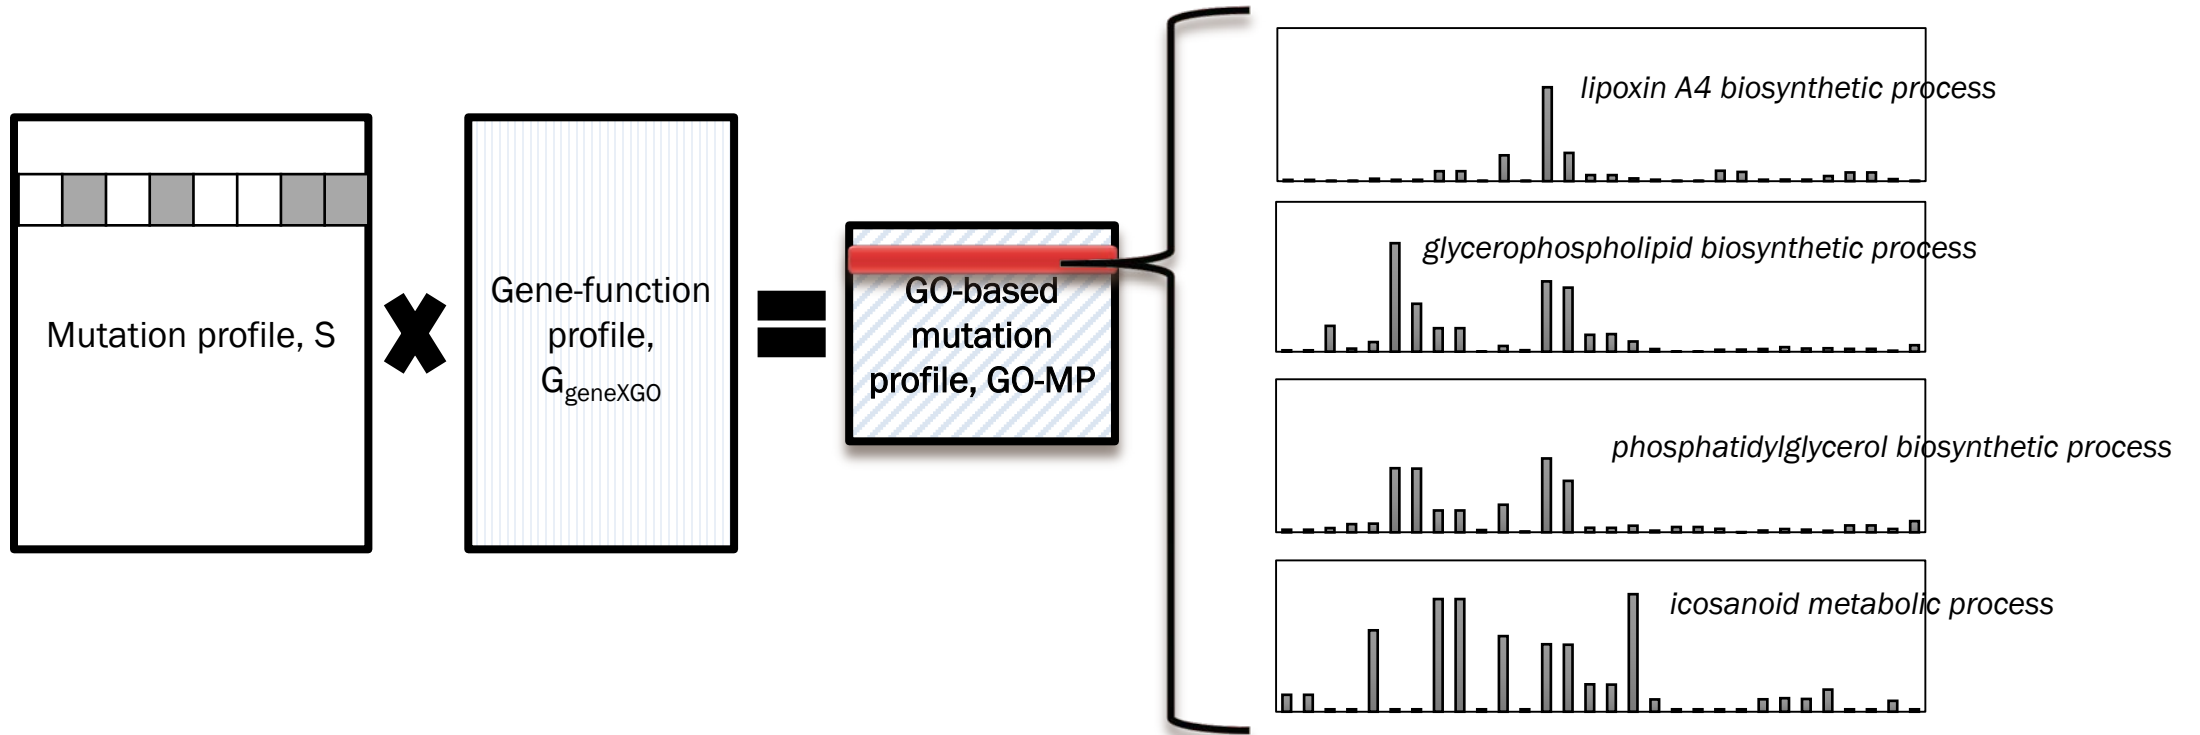 Mutation profile, S
Gene-function
profile,
GgeneXGO
GO-based
mutation
profile, GO-MP
lipoxin A4 biosynthetic process
glycerophospholipid biosynthetic process
phosphatidylglycerol biosynthetic process
icosanoid metabolic process